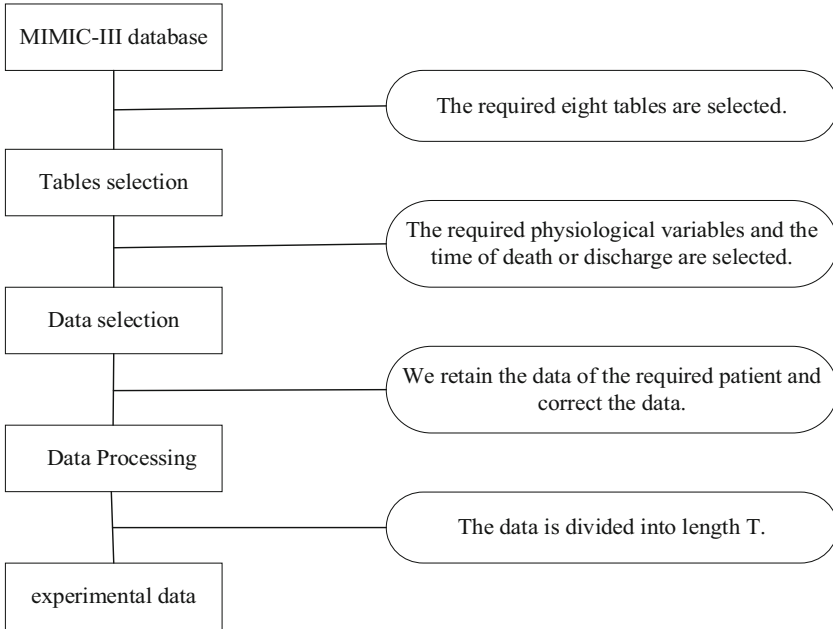 MIMIC-III database
The required eight tables are selected.
Tables selection
The required physiological variables and the
time of death or discharge are selected.
Data selection
We retain the data of the required patient and
correct the data.
Data Processing
The data is divided into length T.
experimental data